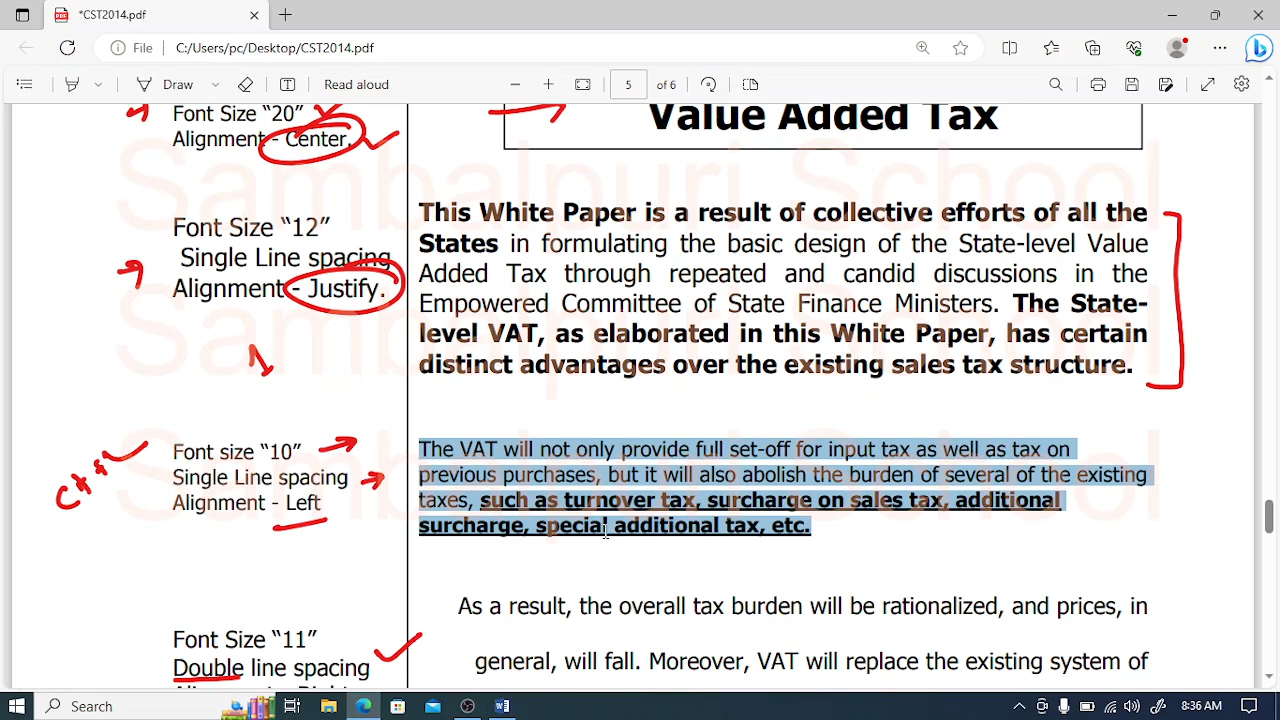 *CST2014.pdf
File
C:/Users/pc/Desktop/CST2014.pdf
Draw
Read aloud
5
of 6
Font Size “20”
Alignment - Center.
Value Added Tax
Font Size “12”
Single Line spacing
Alignment - Justify.
This White Paper is a result of collective efforts of all the
States in formulating the basic design of the State-level Value
Added Tax through repeated and candid discussions in the
Empowered Committee of State Finance Ministers. The State-
level VAT, as elaborated in this White Paper, has certain
distinct advantages over the existing sales tax structure.
Font size “10”
Single Line spacing
Alignment - Left
The VAT will not only provide full set-off for input tax as well as tax on
previous purchases, but it will also abolish the burden of several of the existing
taxes, such as turnover tax, surcharge on sales tax, additional
surcharge, special additional tax, etc.
Font Size “11”
Double line spacing
As a result, the overall tax burden will be rationalized, and prices, in
general, will fall. Moreover, VAT will replace the existing system of
Sambalpuri School
Sambalpuri School
Sambalpuri School
Search
8:36 AM